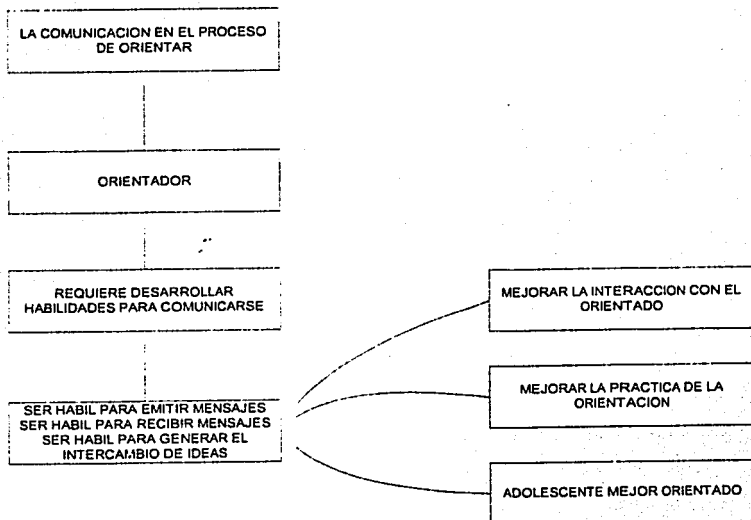 LA COMUNICACION EN EL PROCESO
DE ORIENTAR
ORIENTADOR
REQUIERE DESARROLLAR
HABILIDADES PARA COMUNICARSE
SER HABIL PARA EMITIR MENSAJES
SER HABIL PARA RECIBIR MENSAJES
SER HABIL PARA GENERAR EL
INTERCAMBIO DE IDEAS
MEJORAR LA INTERACCION CON EL
ORIENTADO
MEJORAR LA PRACTICA DE LA
ORIENTACION
ADOLESCENTE MEJOR ORIENTADO